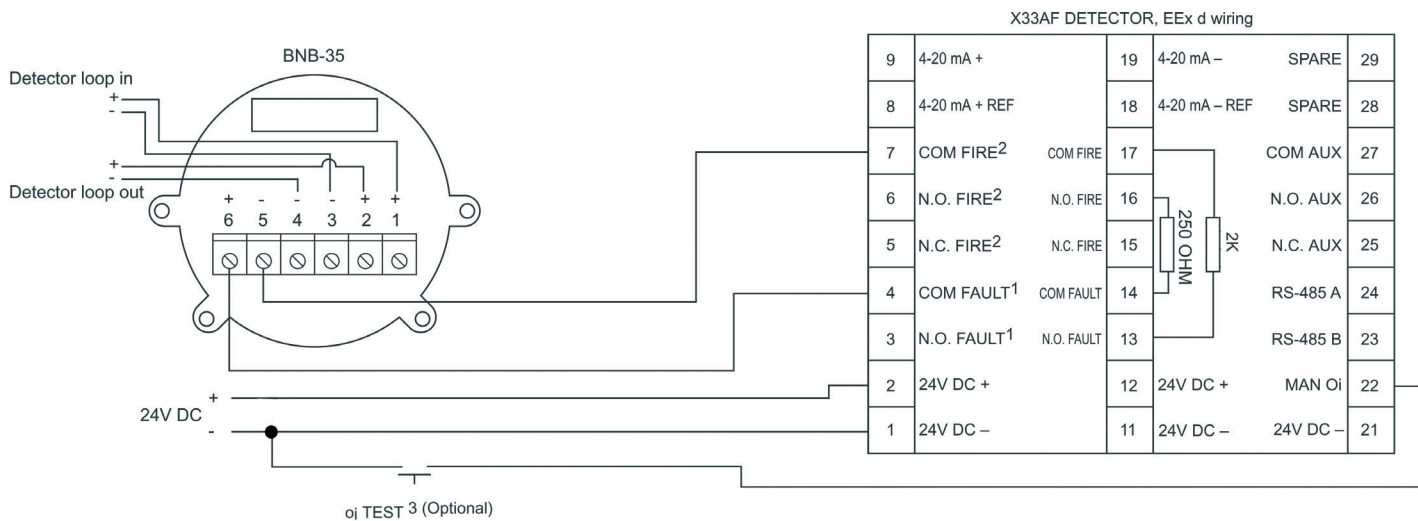 X33AF DETECTOR, EEx d wiring
BNB-35
Detector loop in
+
-
+
-
Detector loop out
+ - - - + +
6 5 4 3 2 1
9 4-20 mA + 19 4-20 mA – SPARE 29
8 4-20 mA + REF 18 4-20 mA – REF SPARE 28
7 COM FIRE2 COM FIRE 17 COM AUX 27
6 N.O. FIRE2 N.O. FIRE 16 N.O. AUX 26
5 N.C. FIRE2 N.C. FIRE 15 N.C. AUX 25
4 COM FAULT1 COM FAULT 14 RS-485 A 24
3 N.O. FAULT1 N.O. FAULT 13 RS-485 B 23
2 24V DC + 12 24V DC + MAN Oi 22
1 24V DC – 11 24V DC – 24V DC – 21
250 OHM
2K
+
24V DC
-
oi TEST 3 (Optional)